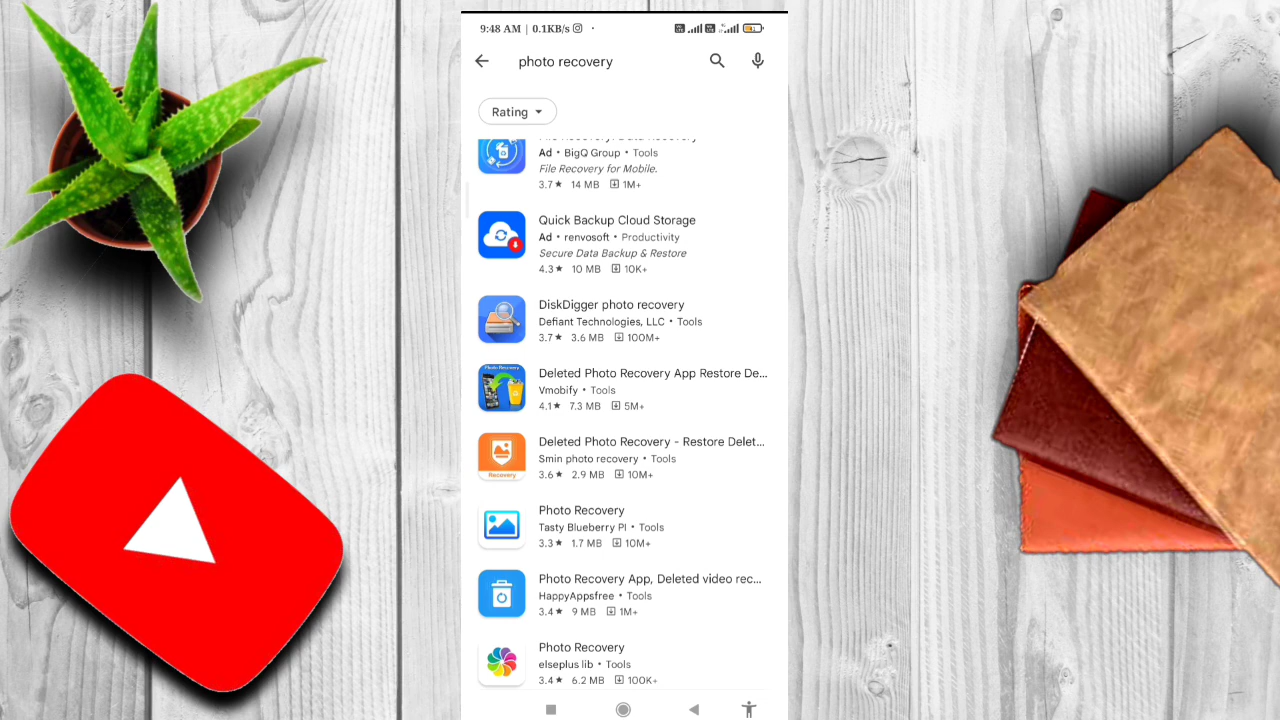 9:48 AM | 0.1KB/s
photo recovery
Rating
File Recovery, Data Recovery
Ad • BigQ Group • Tools
File Recovery for Mobile.
3.7★ 14 MB 1M+
Quick Backup Cloud Storage
Ad • renvosoft • Productivity
Secure Data Backup & Restore
4.3★ 10 MB 10K+
DiskDigger photo recovery
Defiant Technologies, LLC • Tools
3.7★ 3.6 MB 100M+
Photo Recovery
Deleted Photo Recovery App Restore De...
Vmobify • Tools
4.1★ 7.3 MB 5M+
Deleted Photo Recovery - Restore Delet...
Smin photo recovery • Tools
Recovery
3.6★ 2.9 MB 10M+
Photo Recovery
Tasty Blueberry PI • Tools
3.3★ 1.7 MB 10M+
Photo Recovery App, Deleted video rec...
HappyAppsfree • Tools
3.4★ 9 MB 1M+
Photo Recovery
elseplus lib • Tools
3.4★ 6.2 MB 100K+